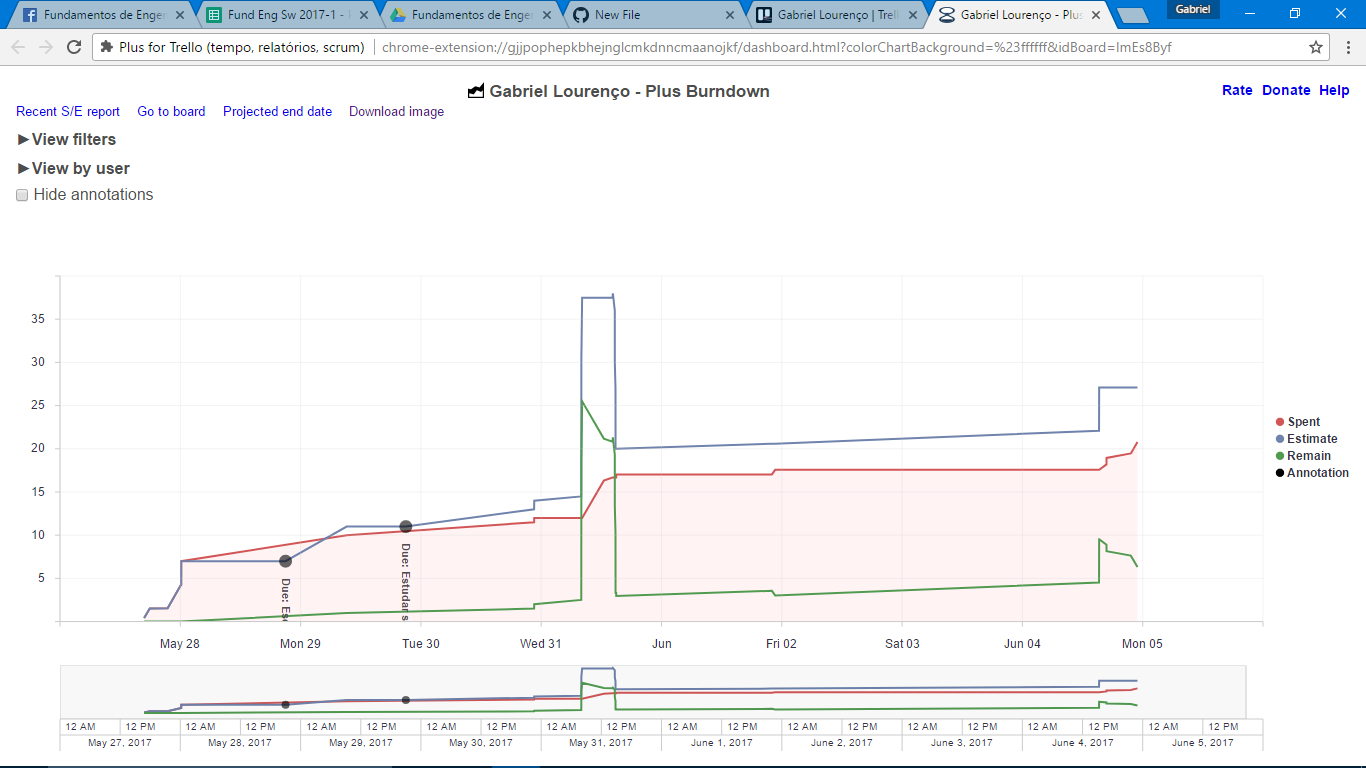 Fundamentos de Engen
Fund Eng Sw 2017-1 -
Fundamentos de Engen
New File
Gabriel Lourenço | Trell
Gabriel Lourenço - Plus
Gabriel
Plus for Trello (tempo, relatórios, scrum)
chrome-extension://gjjpophepkbhejnglcmkdnncmaanojkf/dashboard.html?colorChartBackground=%23ffffff&idBoard=ImEs8Byf
Gabriel Lourenço - Plus Burndown
Rate Donate Help
Recent S/E report Go to board Projected end date Download image
View filters
View by user
Hide annotations
35
30
25
20
15
10
5
Due: Es
Due: Estudar
Spent
Estimate
Remain
Annotation
May 28 Mon 29 Tue 30 Wed 31 Jun Fri 02 Sat 03 Jun 04 Mon 05
12 AM 12 PM 12 AM 12 PM 12 AM 12 PM 12 AM 12 PM 12 AM 12 PM 12 AM 12 PM 12 AM 12 PM 12 AM 12 PM 12 AM 12 PM 12 AM 12 PM
May 27, 2017 May 28, 2017 May 29, 2017 May 30, 2017 May 31, 2017 June 1, 2017 June 2, 2017 June 3, 2017 June 4, 2017 June 5, 2017